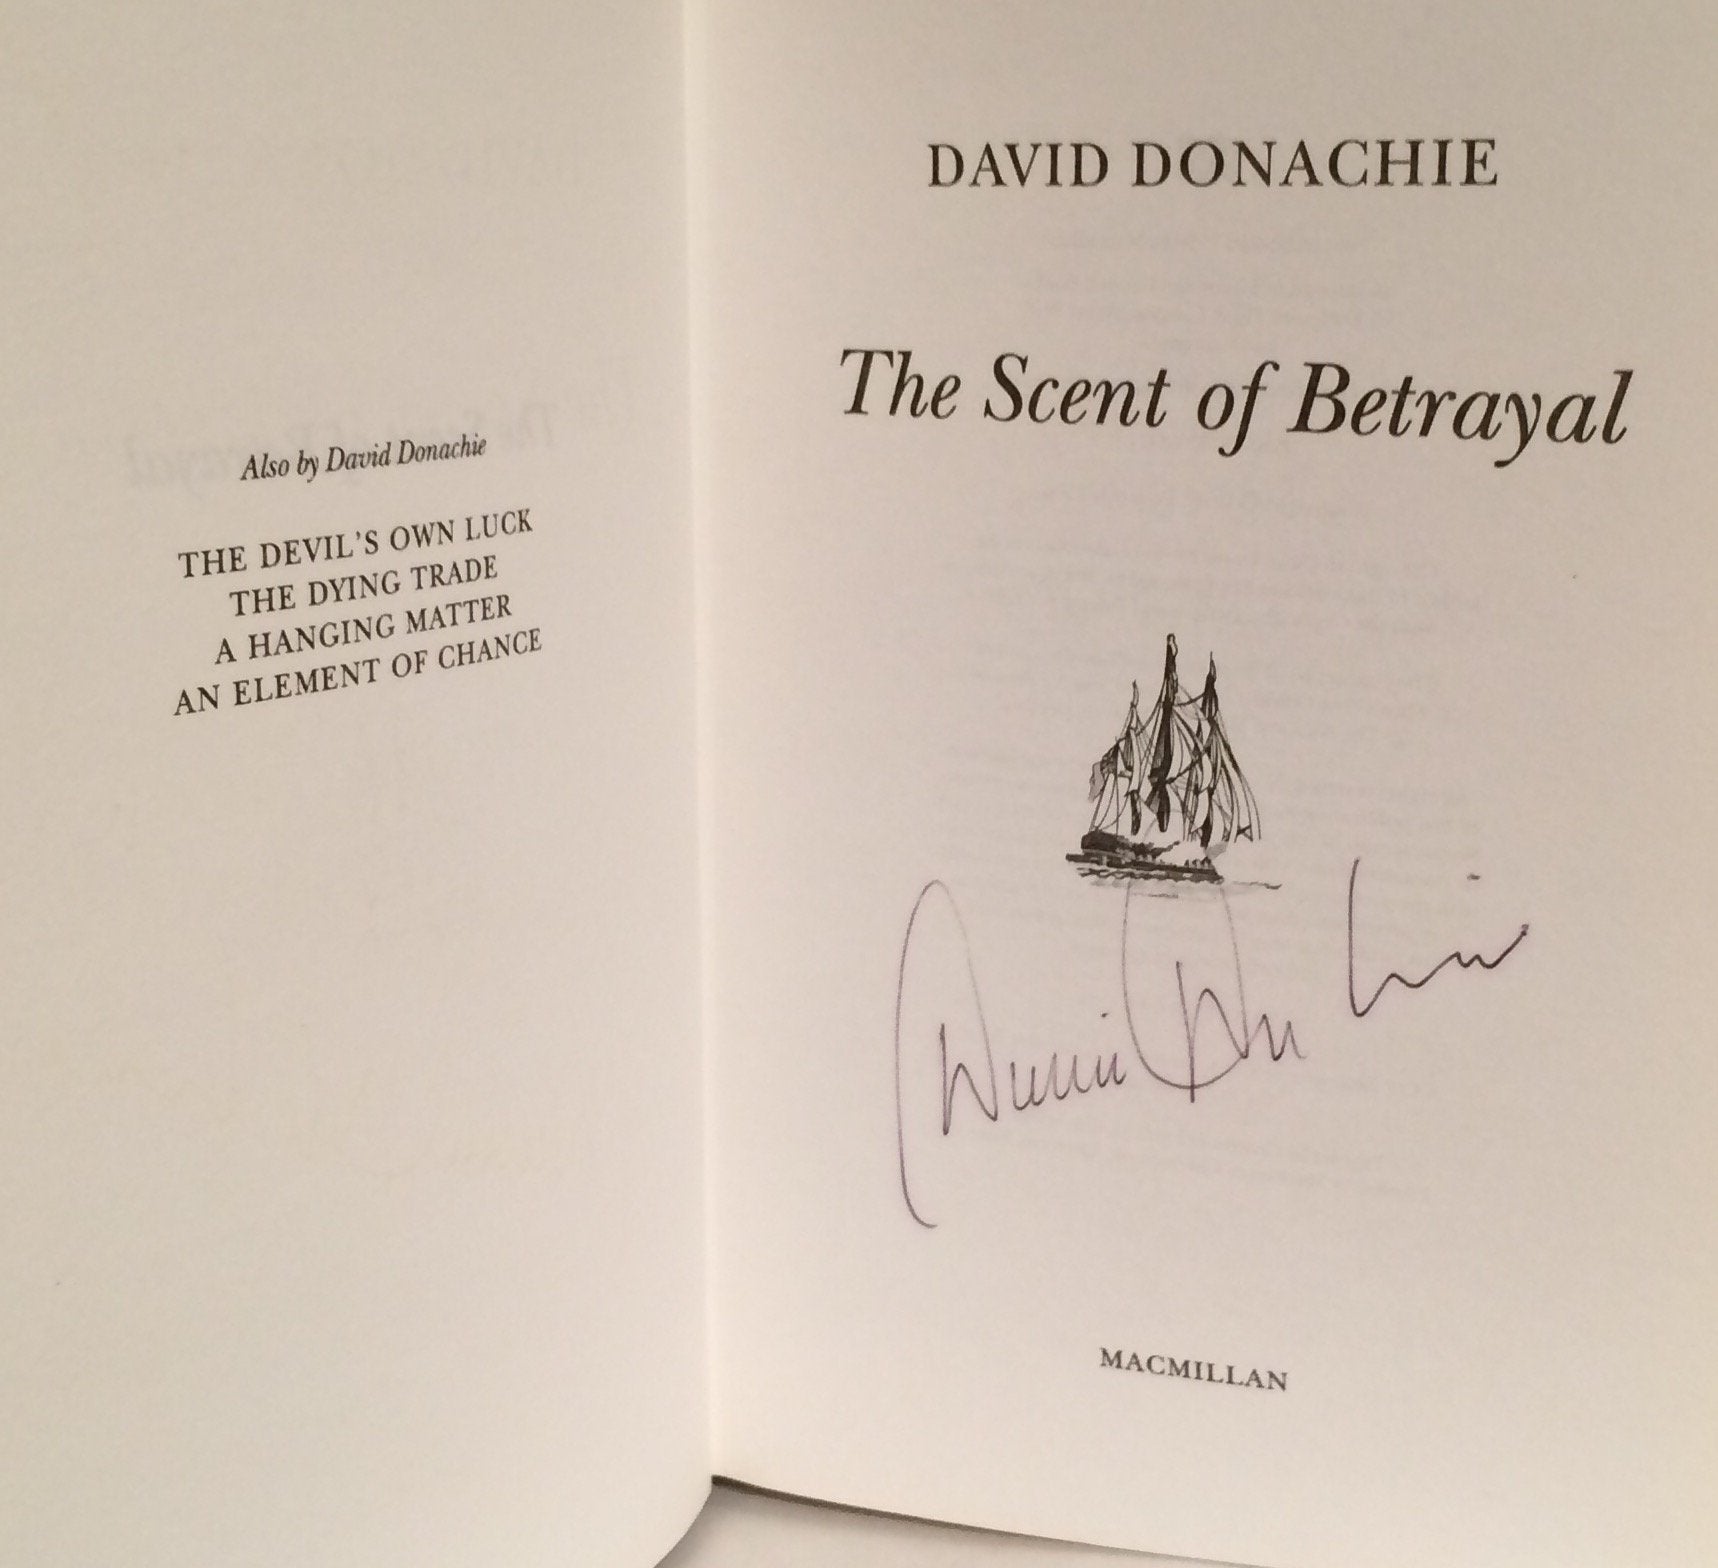 Also by David Donachie
THE DEVIL'S OWN LUCK
THE DYING TRADE
A HANGING MATTER
AN ELEMENT OF CHANCE
DAVID DONACHIE
The Scent of Betrayal
MACMILLAN